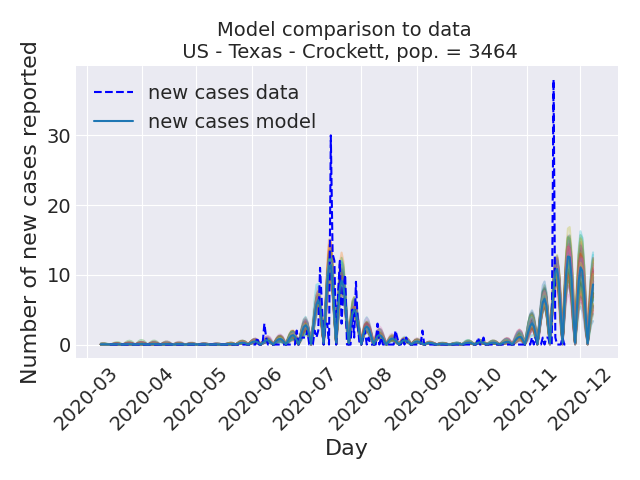 Model comparison to data
US - Texas - Crockett, pop. = 3464
Number of new cases reported
new cases data
new cases model
30
20
10
0
2020-03
2020-04
2020-05
2020-06
2020-07
2020-08
2020-09
2020-10
2020-11
2020-12
Day